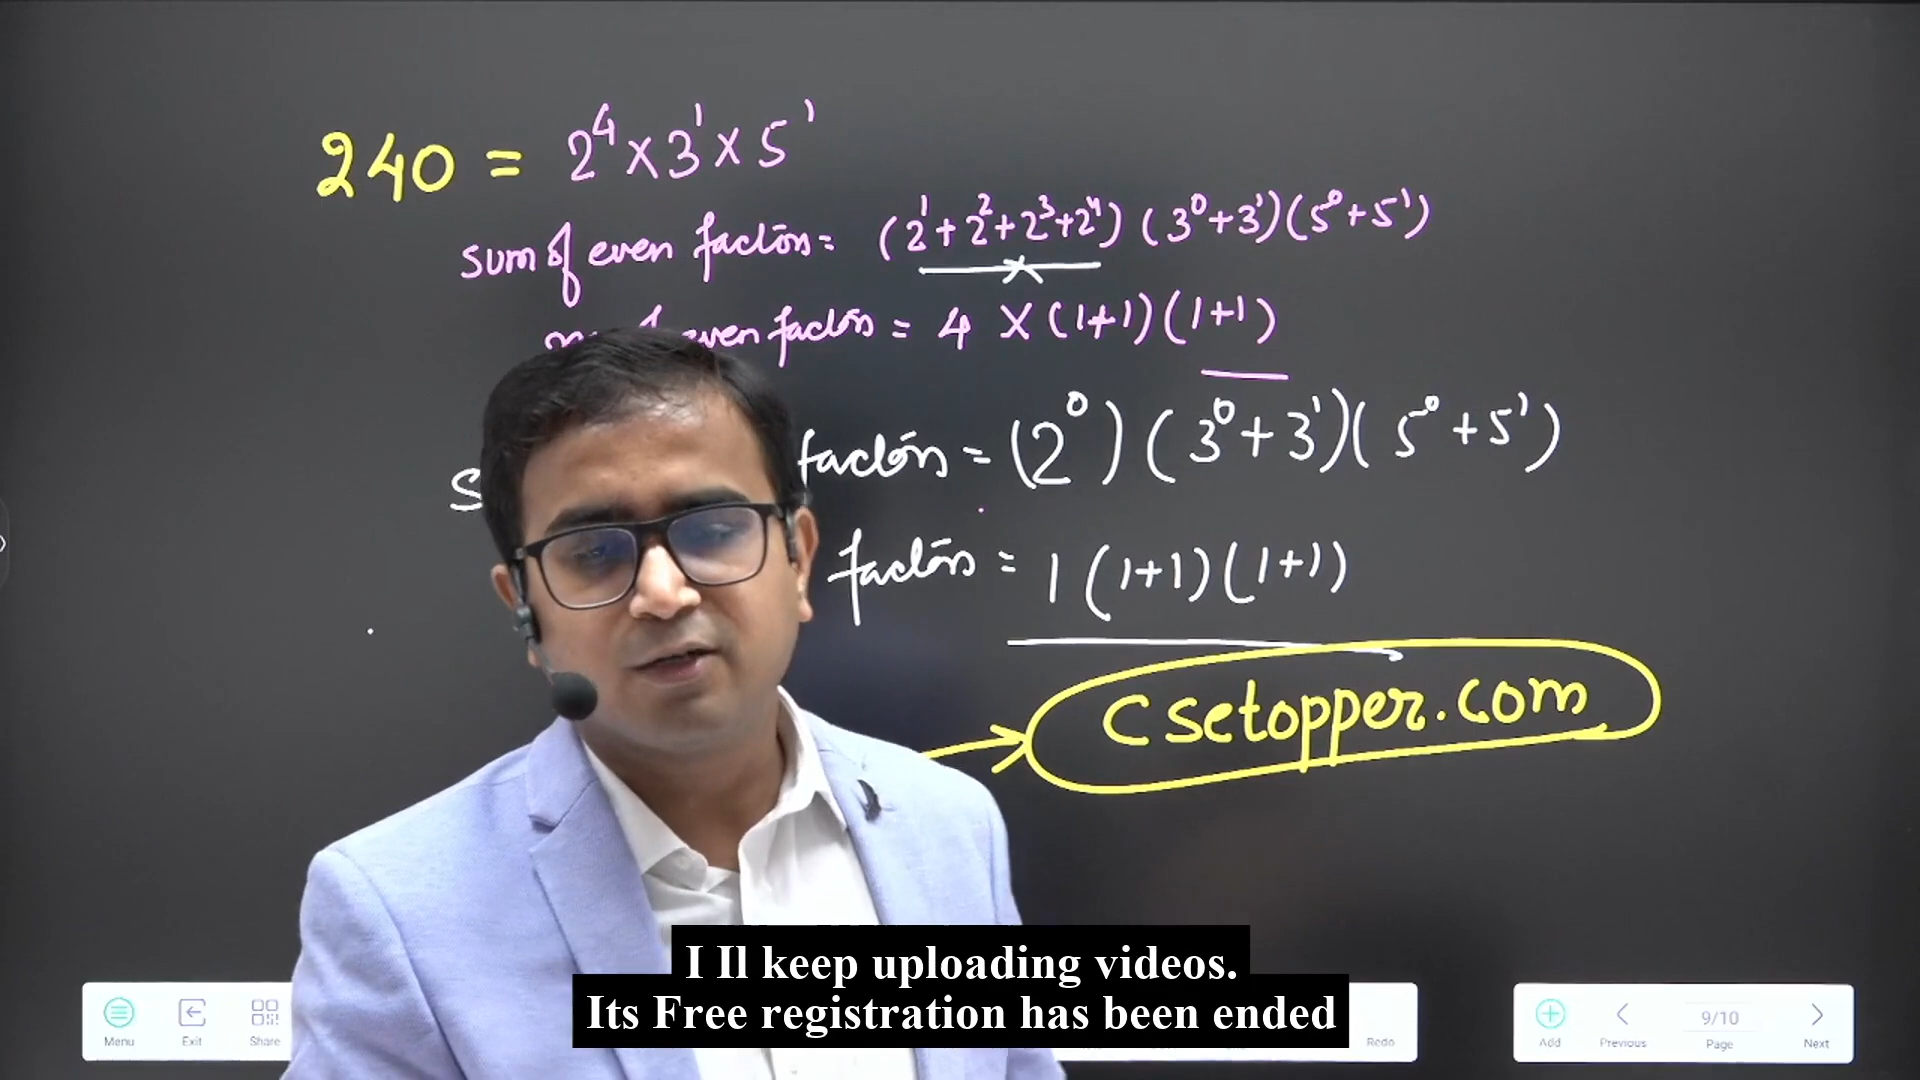 240 = 2⁴ x 3¹ x 5¹
sum of even factors = (2¹+2²+2³+2⁴) (3⁰+3¹)(5⁰+5¹)
even factors = 4 x (1+1)(1+1)
factors = (2⁰) (3⁰+3¹)(5⁰+5¹)
factors = 1 (1+1)(1+1)
csetopper.com
I Il keep uploading videos.
Its Free registration has been ended
Menu Exit Share Redo Add Previous 9/10 Page Next